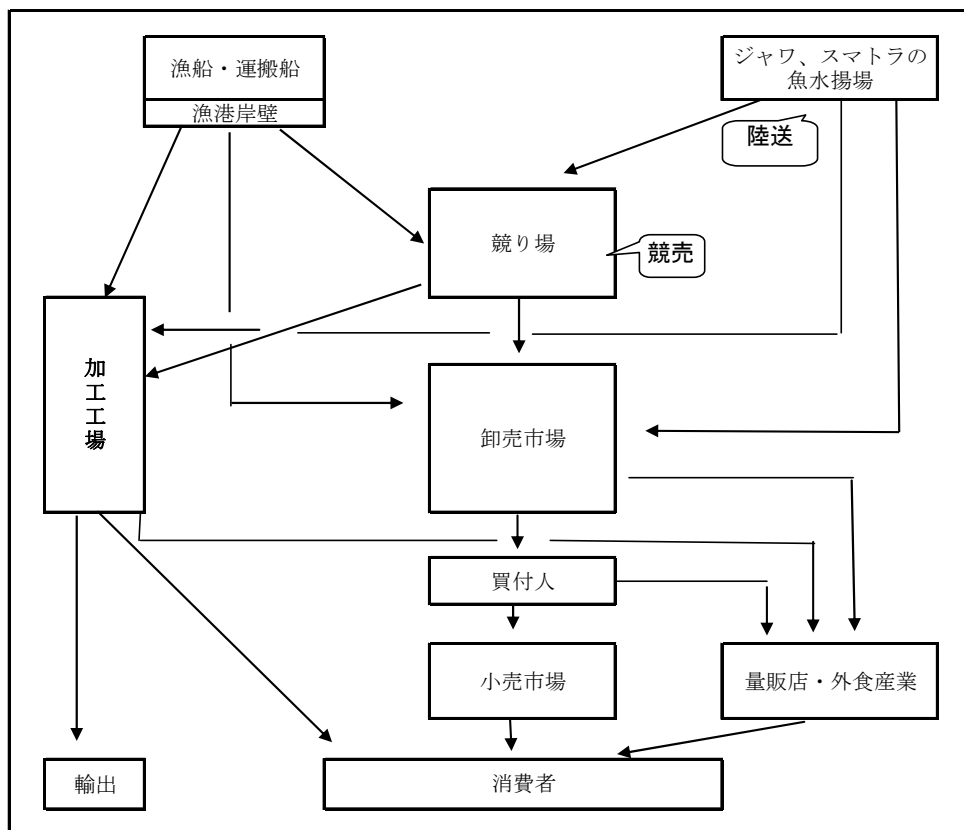 漁船・運搬船
漁港岸壁
ジャワ、スマトラの
魚水揚場
陸送
競り場
競売
加工工場
卸売市場
買付人
小売市場
量販店・外食産業
輸出
消費者